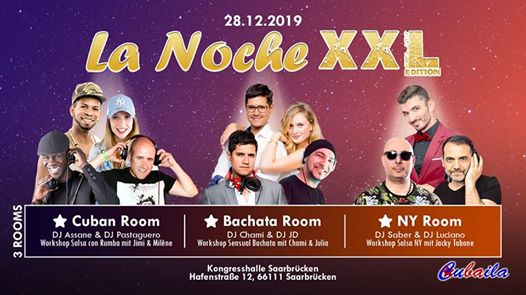 28.12.2019
La Noche XXL
EDITION
3 ROOMS
Cuban Room
DJ Assane & DJ Pastaguero
Workshop Salsa con Rumba mit Jimi & Milène
Bachata Room
DJ Chami & DJ JD
Workshop Sensual Bachata mit Chami & Julia
NY Room
DJ Saber & DJ Luciano
Workshop Salsa NY mit Jacky Tabone
Kongresshalle Saarbrücken
Hafenstraße 12, 66111 Saarbrücken
Cubaila